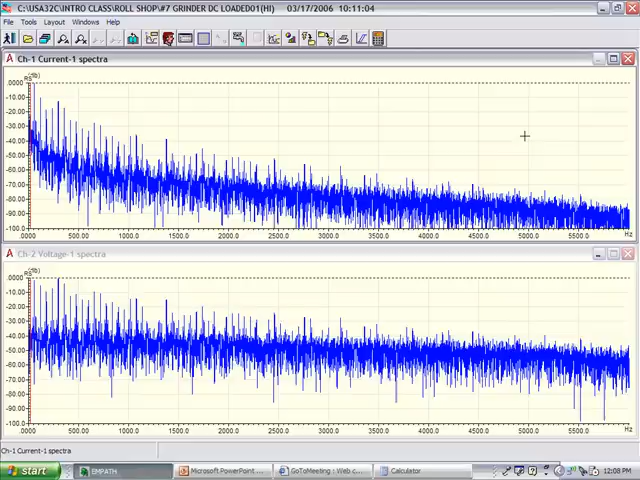 C:\USA32C\INTRO CLASS\ROLL SHOP\#7 GRINDER DC LOADED01(HI) 03/17/2006 10:11:04
File Layout Windows Help
Tools
Ch-1 Current-1 spectra
.0000
-10.00
-20.00
-30.00
-40.00
-50.00
-60.00
-70.00
-80.00
-90.00
-100.0
.0000 500.0 1000.0 1500.0 2000.0 2500.0 3000.0 3500.0 4000.0 4500.0 5000.0 5500.0 Hz
Ch-2 Voltage-1 spectra
.0000
-10.00
-20.00
-30.00
-40.00
-50.00
-60.00
-70.00
-80.00
-90.00
-100.0
.0000 500.0 1000.0 1500.0 2000.0 2500.0 3000.0 3500.0 4000.0 4500.0 5000.0 5500.0 Hz
Ch-1 Current-1 spectra
start EMPATH Microsoft PowerPoint ... GoToMeeting : Web c... Calculator 12:08 PM